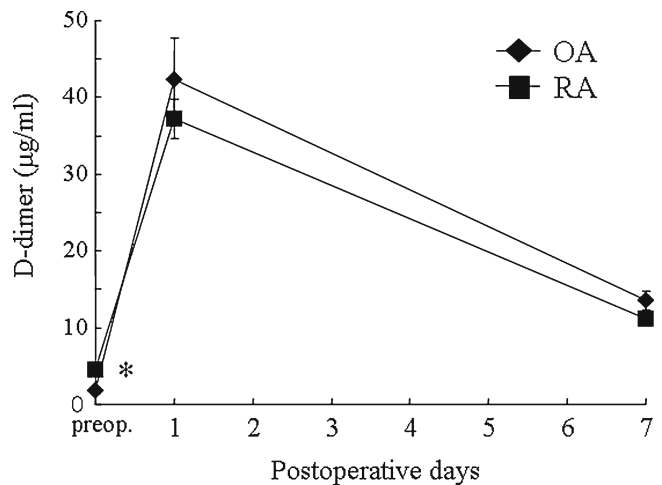 50
40
30
20
10
0
D-dimer (μg/ml)
OA
RA
*
preop. 1 2 3 4 5 6 7
Postoperative days